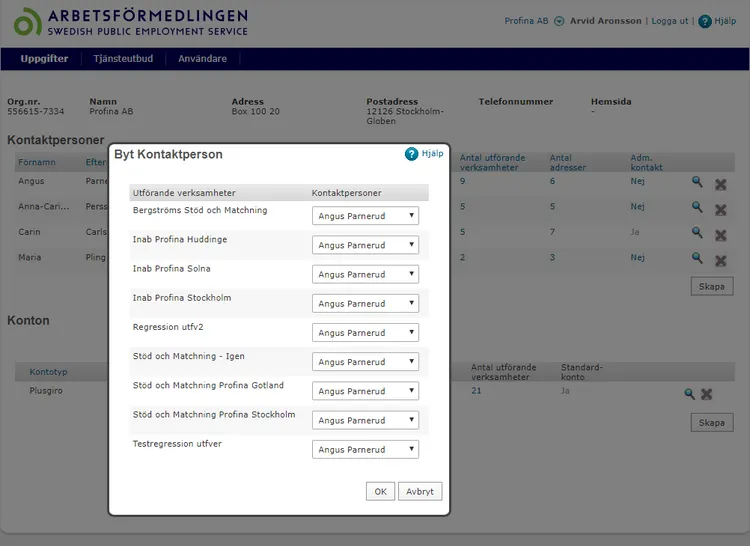 ARBETSFÖRMEDLINGEN
SWEDISH PUBLIC EMPLOYMENT SERVICE
Profina AB Arvid Aronsson | Logga ut | ? Hjälp
Uppgifter Tjänsteutbud Användare
Org.nr. Namn Adress Postadress Telefonnummer Hemsida
556615-7334 Profina AB Box 100 20 12126 Stockholm-
Globen -
Kontaktpersoner
Förnamn Efter Antal utförande Antal Adm.
verksamheter adresser kontakt
Angus Parne 9 6 Nej
Anna-Cari... Perss 5 5 Nej
Carin Carls 5 7 Ja
Maria Pling 2 3 Nej
Skapa
Konton
Kontotyp Antal utförande Standard-
verksamheter konto
Plusgiro 21 Ja
Skapa
Byt Kontaktperson ? Hjälp
Utförande verksamheter Kontaktpersoner
Bergströms Stöd och Matchning Angus Parnerud
Inab Profina Huddinge Angus Parnerud
Inab Profina Solna Angus Parnerud
Inab Profina Stockholm Angus Parnerud
Regression utfv2 Angus Parnerud
Stöd och Matchning - Igen Angus Parnerud
Stöd och Matchning Profina Gotland Angus Parnerud
Stöd och Matchning Profina Stockholm Angus Parnerud
Testregression utfver Angus Parnerud
OK Avbryt